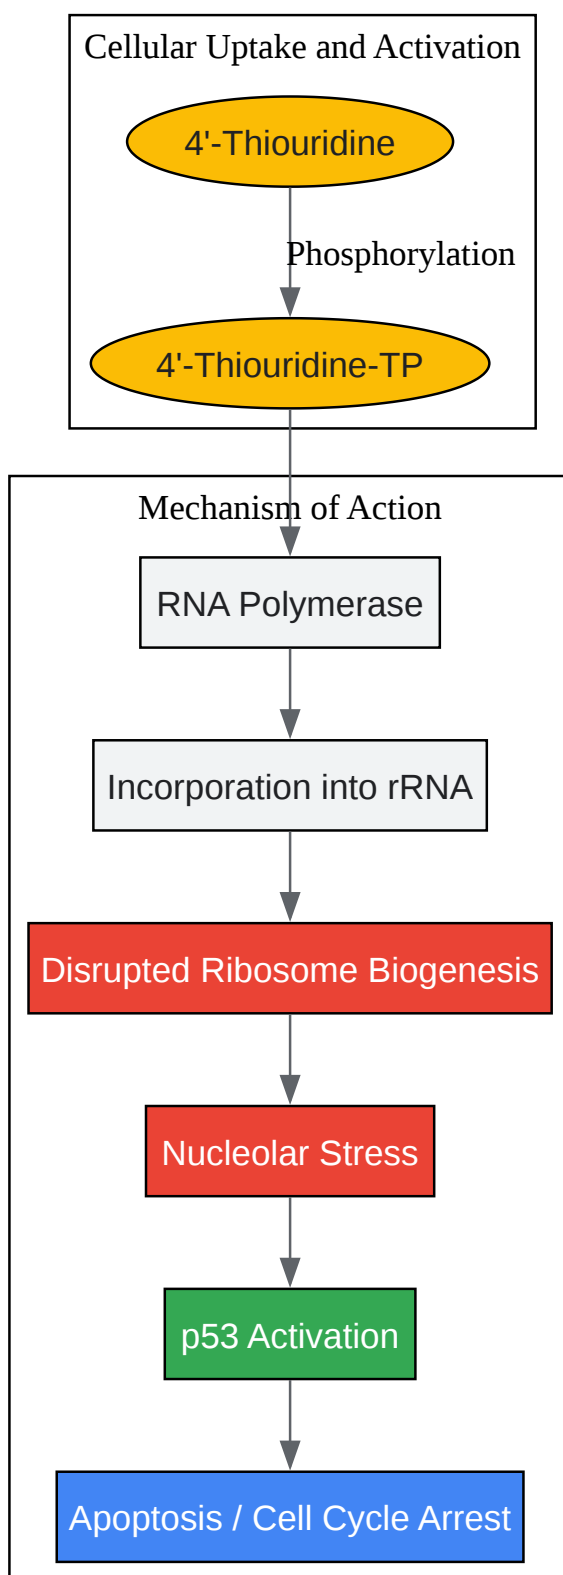 Cellular Uptake and Activation
4'-Thiouridine
Phosphorylation
4'-Thiouridine-TP
Mechanism of Action
RNA Polymerase
Incorporation into rRNA
Disrupted Ribosome Biogenesis
Nucleolar Stress
p53 Activation
Apoptosis / Cell Cycle Arrest